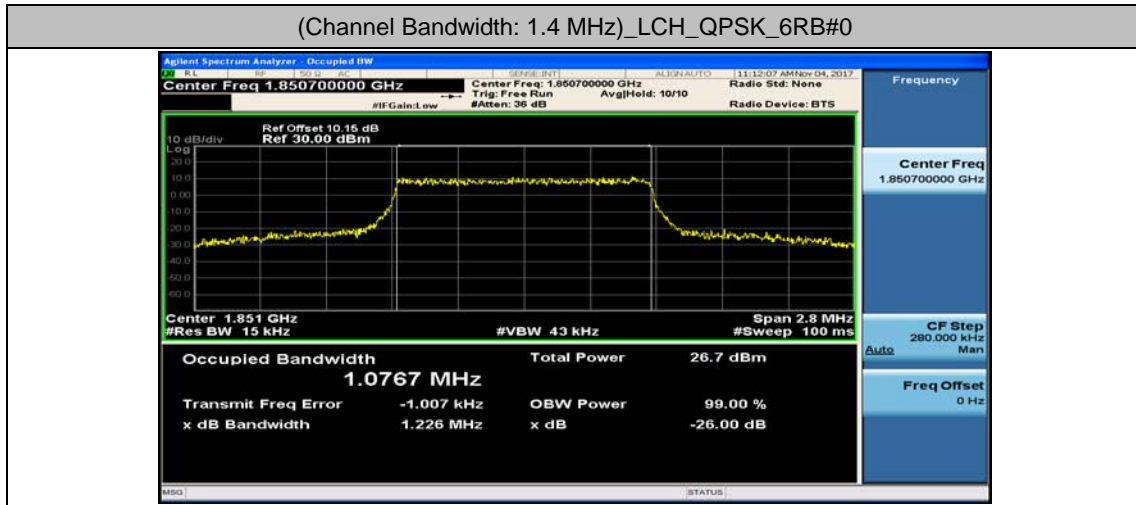 (Channel Bandwidth: 1.4 MHz)_LCH_QPSK_6RB#0
Agilent Spectrum Analyzer - Occupied BW
RL RF 50 Ω AC SENSE:INT ALIGN AUTO 11:12:07 AM Nov 04, 2017
Center Freq 1.850700000 GHz
Center Freq: 1.850700000 GHz
Radio Std: None
Trig: Free Run Avg|Hold: 10/10
#IFGain:Low #Atten: 36 dB Radio Device: BTS
Ref Offset 10.15 dB
10 dB/div Ref 30.00 dBm
Log
20.0
10.0
0.00
-10.0
-20.0
-30.0
-40.0
-50.0
-60.0
Center 1.851 GHz Span 2.8 MHz
#Res BW 15 kHz #VBW 43 kHz #Sweep 100 ms
Occupied Bandwidth Total Power 26.7 dBm
1.0767 MHz
Transmit Freq Error -1.007 kHz OBW Power 99.00 %
x dB Bandwidth 1.226 MHz x dB -26.00 dB
MSG STATUS
Frequency
Center Freq
1.850700000 GHz
CF Step
280.000 kHz
Auto Man
Freq Offset
0 Hz